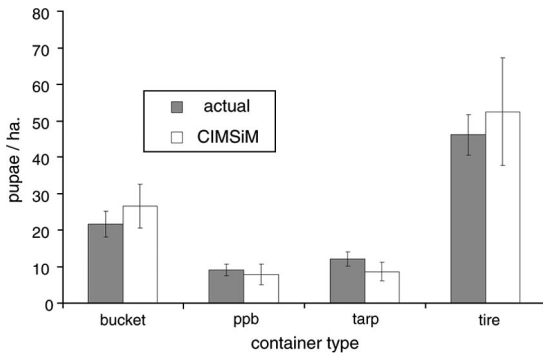 80
70
60
50
40
30
20
10
0
pupae / ha.
actual
CIMSiM
bucket ppb tarp tire
container type